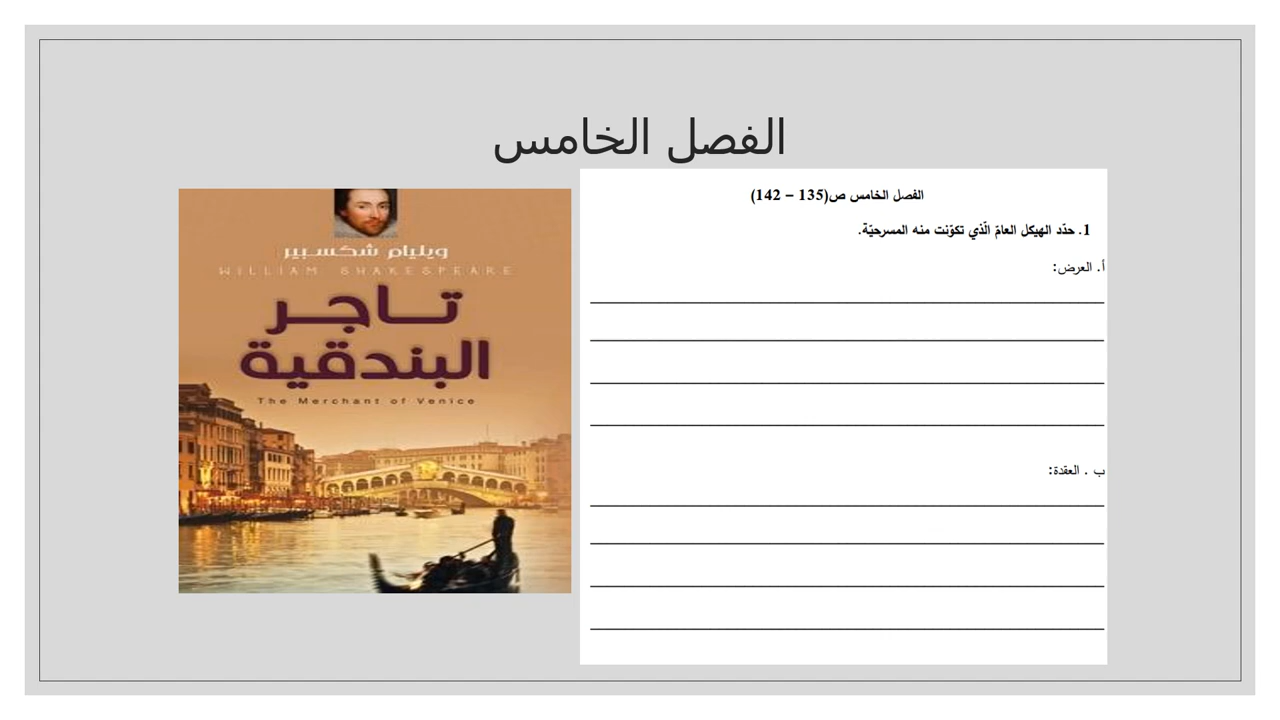 الفصل الخامس
ويليام شكسبير
WILLIAM SHAKESPEARE
تاجر
البندقية
The Merchant of Venice
الفصل الخامس ص(135 – 142)
1. حدّد الهيكل العامّ الّذي تكوّنت منه المسرحيّة.
أ. العرض:
ب . العقدة: